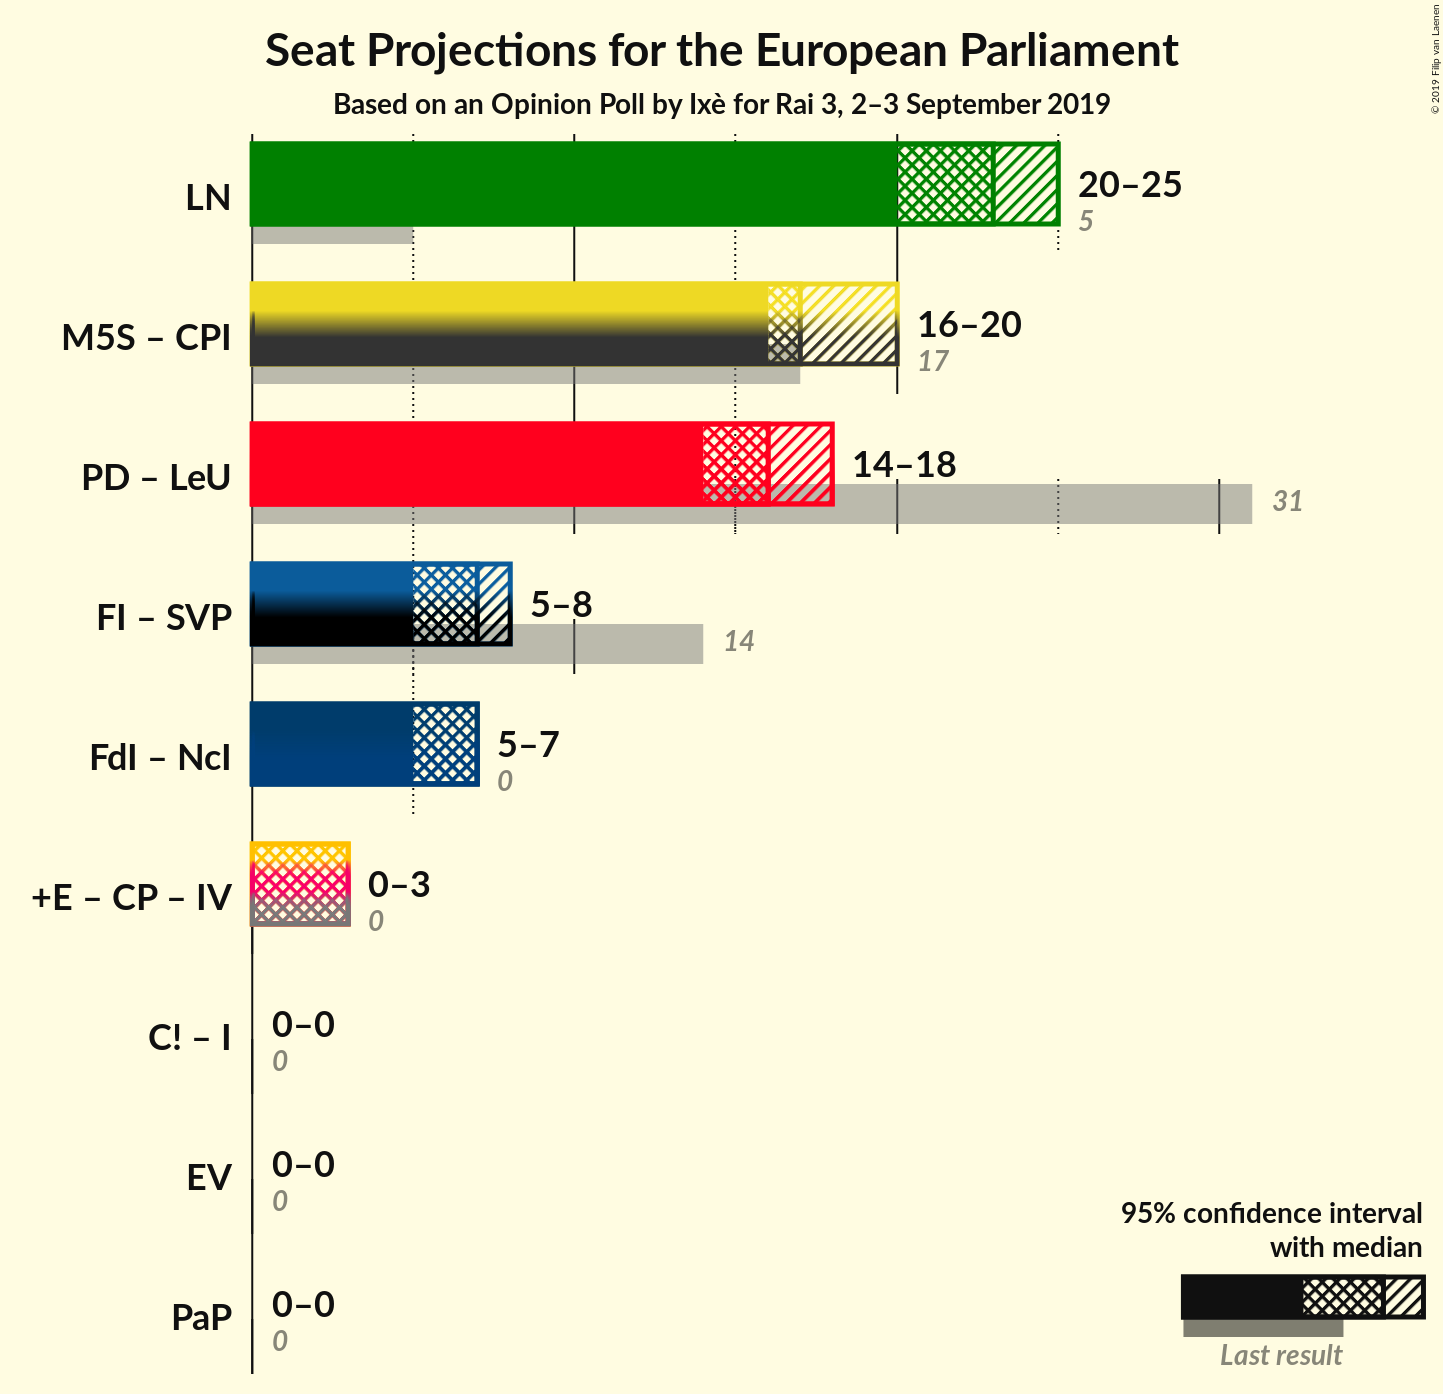 Seat Projections for the European Parliament
Based on an Opinion Poll by Ixè for Rai 3, 2–3 September 2019
© 2019 Filip van Laenen
LN
20–25
5
M5S – CPI
16–20
17
PD – LeU
14–18
31
FI – SVP
5–8
14
FdI – NcI
5–7
0
+E – CP – IV
0–3
0
C! – I
0–0
0
EV
0–0
0
PaP
0–0
0
95% confidence interval
with median
Last result